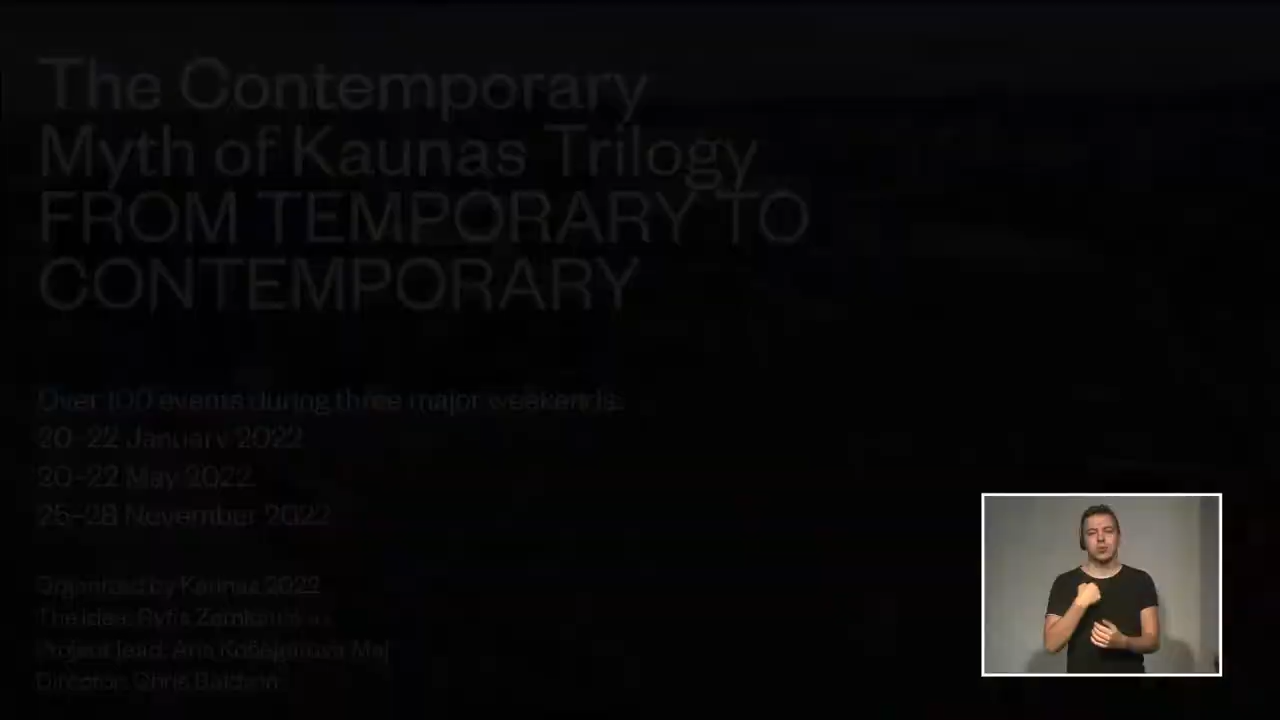 The Contemporary
Myth of Kaunas Trilogy
FROM TEMPORARY TO
CONTEMPORARY
Over 100 events during three major weekends:
20–22 January 2022
20–22 May 2022
25–28 November 2022
Organised by Kaunas 2022
The idea: Rytis
Project lead: Ana
Director: Chris Baldwin